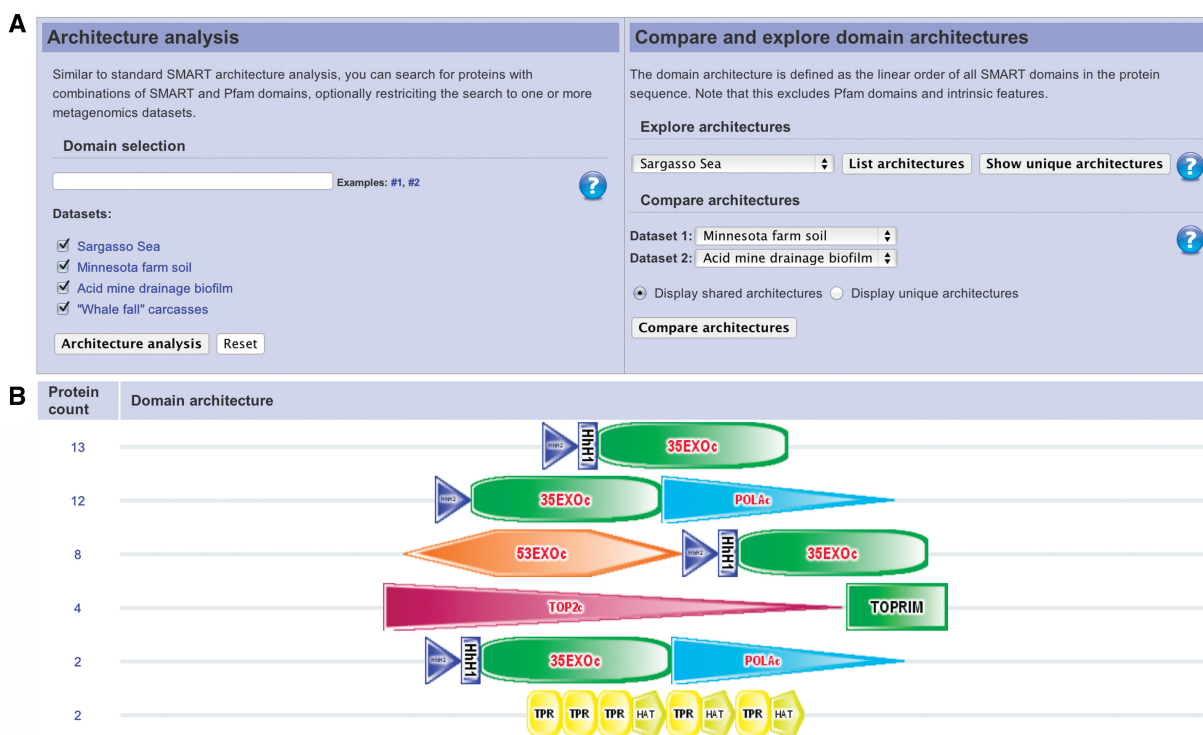 A
Architecture analysis
Similar to standard SMART architecture analysis, you can search for proteins with
combinations of SMART and Pfam domains, optionally restriciting the search to one or more
metagenomics datasets.
Domain selection
Examples: #1, #2
?
Datasets:
Sargasso Sea
Minnesota farm soil
Acid mine drainage biofilm
"Whale fall" carcasses
Architecture analysis Reset
Compare and explore domain architectures
The domain architecture is defined as the linear order of all SMART domains in the protein
sequence. Note that this excludes Pfam domains and intrinsic features.
Explore architectures
Sargasso Sea List architectures Show unique architectures ?
Compare architectures
Dataset 1: Minnesota farm soil ?
Dataset 2: Acid mine drainage biofilm
Display shared architectures Display unique architectures
Compare architectures
B
Protein
count
Domain architecture
13 HhH2 HhH1 35EXOc
12 HhH2 35EXOc POLAc
8 53EXOc HhH2 HhH1 35EXOc
4 TOP2c TOPRIM
2 HhH2 HhH1 35EXOc POLAc
2 TPR TPR TPR HAT TPR HAT TPR HAT